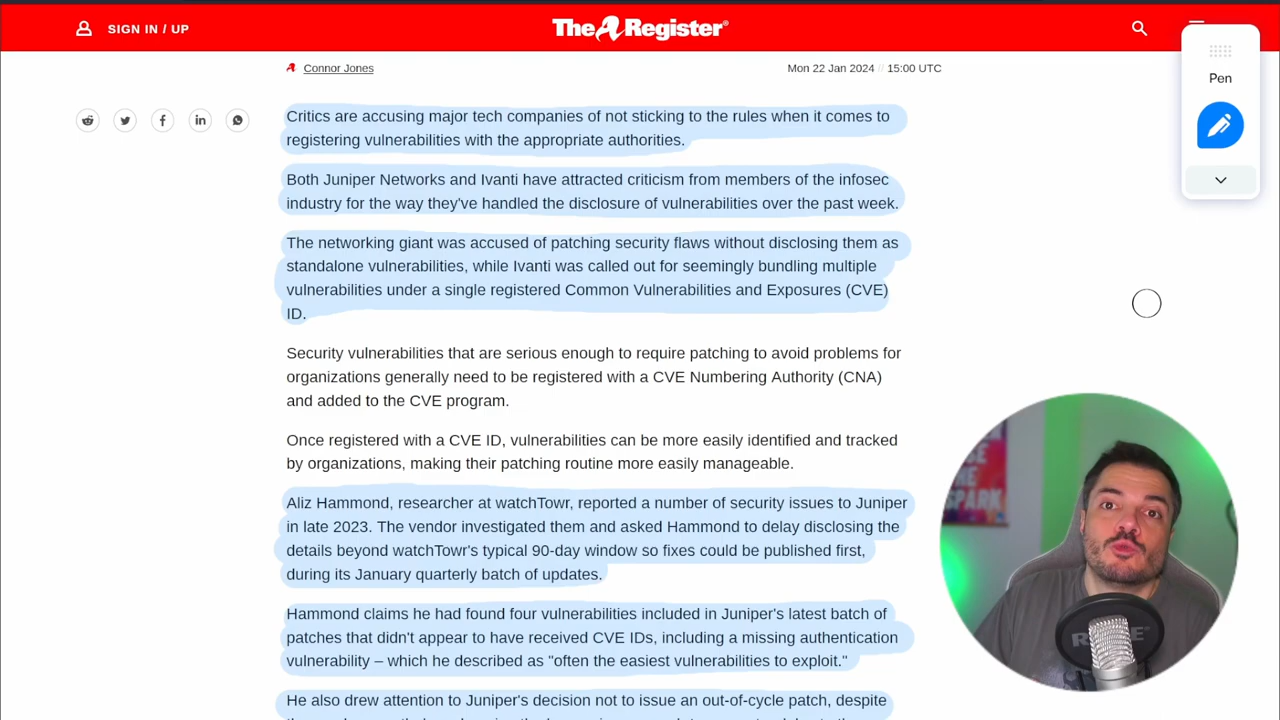 SIGN IN / UP
The A Register®
Pen
Connor Jones
Mon 22 Jan 2024 // 15:00 UTC
Critics are accusing major tech companies of not sticking to the rules when it comes to
registering vulnerabilities with the appropriate authorities.
Both Juniper Networks and Ivanti have attracted criticism from members of the infosec
industry for the way they've handled the disclosure of vulnerabilities over the past week.
The networking giant was accused of patching security flaws without disclosing them as
standalone vulnerabilities, while Ivanti was called out for seemingly bundling multiple
vulnerabilities under a single registered Common Vulnerabilities and Exposures (CVE)
ID.
Security vulnerabilities that are serious enough to require patching to avoid problems for
organizations generally need to be registered with a CVE Numbering Authority (CNA)
and added to the CVE program.
Once registered with a CVE ID, vulnerabilities can be more easily identified and tracked
by organizations, making their patching routine more easily manageable.
Aliz Hammond, researcher at watchTowr, reported a number of security issues to Juniper
in late 2023. The vendor investigated them and asked Hammond to delay disclosing the
details beyond watchTowr's typical 90-day window so fixes could be published first,
during its January quarterly batch of updates.
Hammond claims he had found four vulnerabilities included in Juniper's latest batch of
patches that didn't appear to have received CVE IDs, including a missing authentication
vulnerability – which he described as "often the easiest vulnerabilities to exploit."
He also drew attention to Juniper's decision not to issue an out-of-cycle patch, despite
THE
SPARK